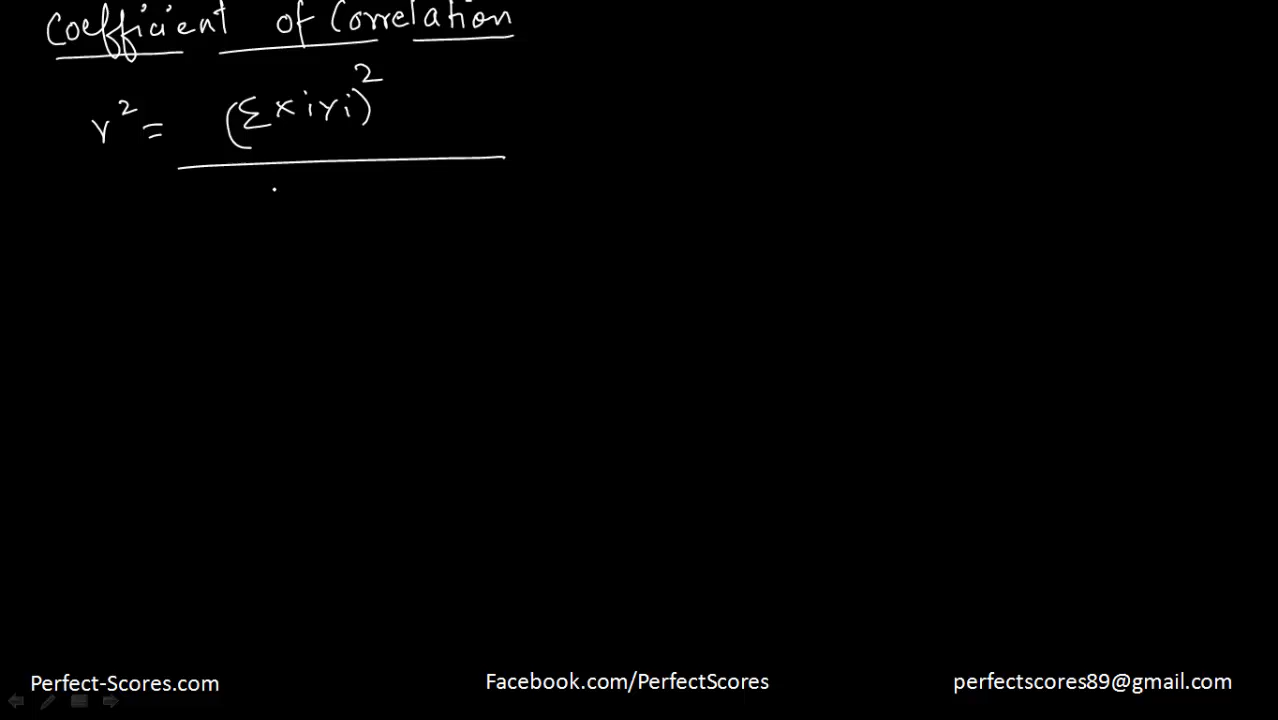 Coefficient of Correlation
r² = (Σxiyi)²
Perfect-Scores.com
Facebook.com/PerfectScores
perfectscores89@gmail.com